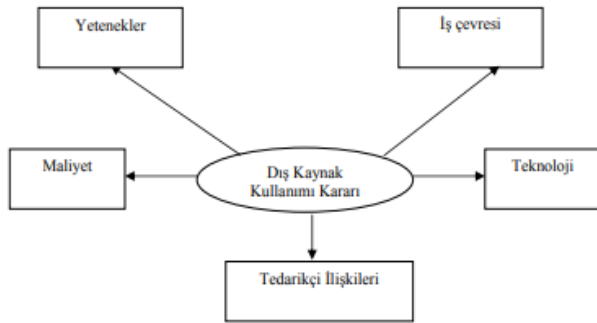 Yetenekler
İş çevresi
Maliyet
Dış Kaynak
Kullanımı Kararı
Teknoloji
Tedarikçi İlişkileri